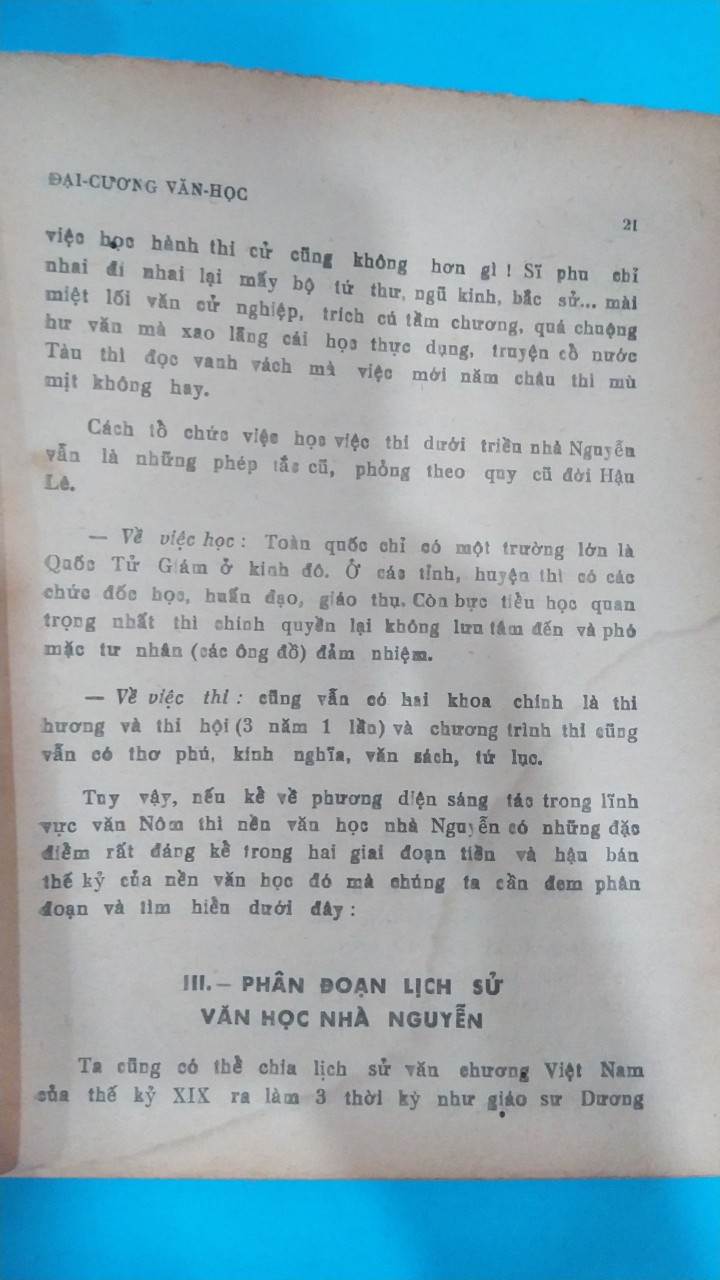 ĐẠI-CƯƠNG VĂN-HỌC
21
việc học hành thi cử cũng không hơn gì ! Sĩ phu chỉ
nhai đi nhai lại mấy bộ tứ thư, ngũ kinh, bắc sử... mài
miệt lối văn cử nghiệp, trích cú tầm chương, quá chuộng
hư văn mà xao lãng cái học thực dụng, truyện cổ nước
Tàu thì đọc vanh vách mà việc mới năm châu thì mù
mịt không hay.
Cách tổ chức việc học việc thi dưới triều nhà Nguyễn
vẫn là những phép tắc cũ, phỏng theo quy cũ đời Hậu
Lê.
— Về việc học : Toàn quốc chỉ có một trường lớn là
Quốc Tử Giám ở kinh đô. Ở các tỉnh, huyện thì có các
chức đốc học, huấn đạo, giáo thụ. Còn bực tiểu học quan
trọng nhất thì chính quyền lại không lưu tâm đến và phó
mặc tư nhân (các ông đồ) đảm nhiệm.
— Về việc thi : cũng vẫn có hai khoa chính là thi
hương và thi hội (3 năm 1 lần) và chương trình thi cũng
vẫn có thơ phú, kinh nghĩa, văn sách, tứ lục.
Tuy vậy, nếu kể về phương diện sáng tác trong lĩnh
vực văn Nôm thì nền văn học nhà Nguyễn có những đặc
điểm rất đáng kể trong hai giai đoạn tiền và hậu bán
thế kỷ của nền văn học đó mà chúng ta cần đem phân
đoạn và tìm hiểu dưới đây :
III.— PHÂN ĐOẠN LỊCH SỬ
VĂN HỌC NHÀ NGUYỄN
Ta cũng có thể chia lịch sử văn chương Việt Nam
của thế kỷ XIX ra làm 3 thời kỳ như giáo sư Dương